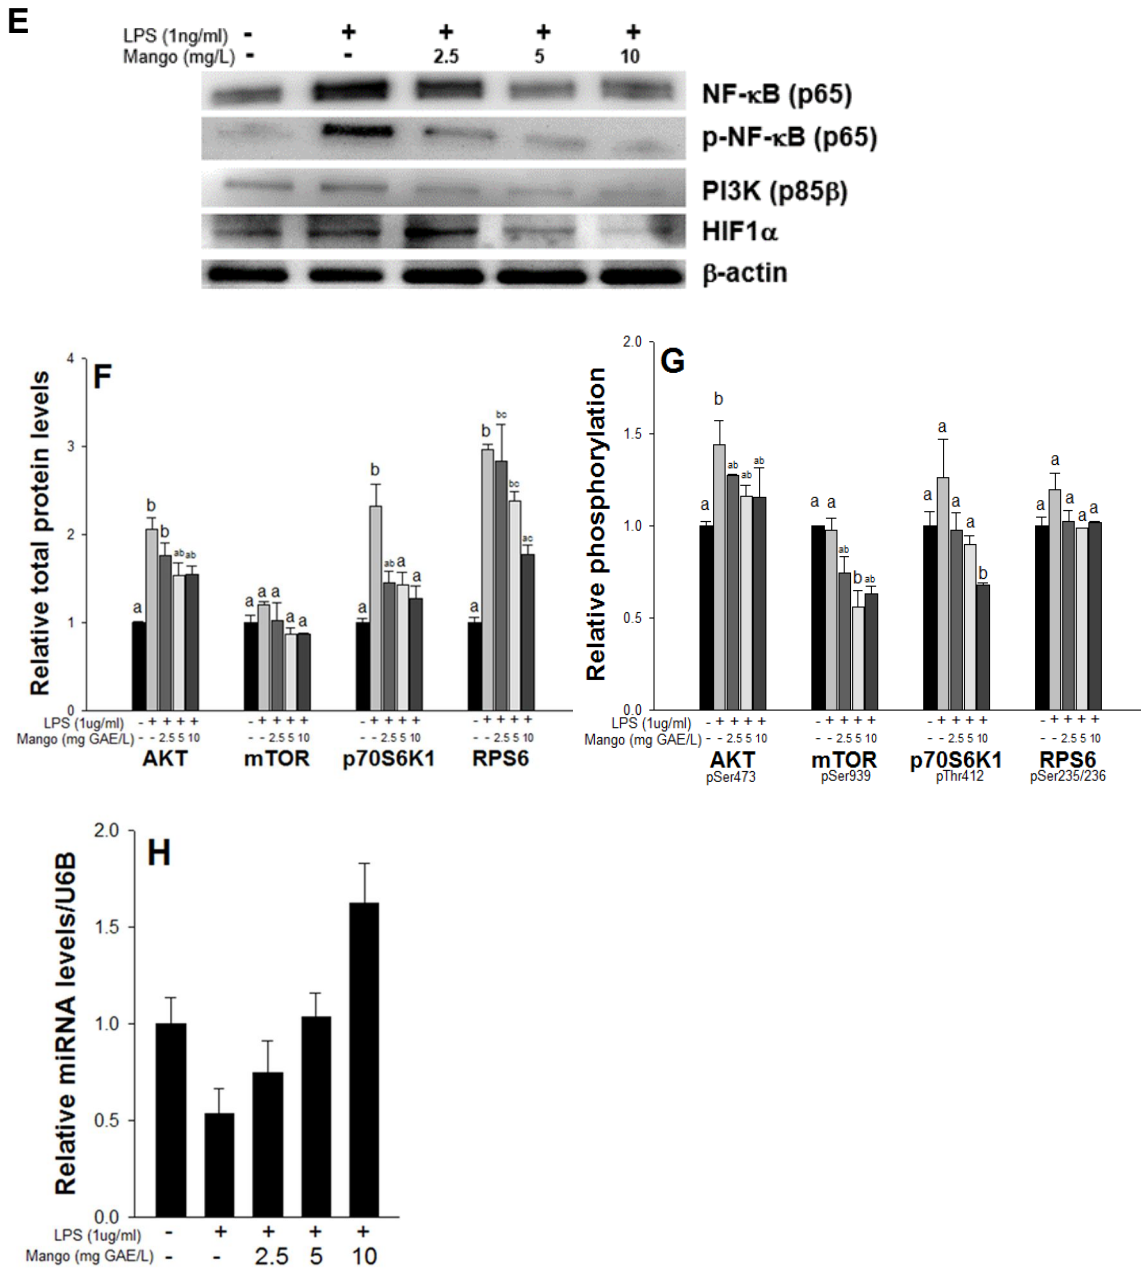 E
LPS (1ng/ml) - + + + +
Mango (mg/L) - - 2.5 5 10
NF-κB (p65)
p-NF-κB (p65)
PI3K (p85β)
HIF1α
β-actin
F
Relative total protein levels
4
3
2
1
0
a b b ab ab
a a a a a
a b ab a a
a b bc bc ac
LPS (1ug/ml) - + + + + - + + + + - + + + + - + + + +
Mango (mg GAE/L) - - 2.5 5 10 - - 2.5 5 10 - - 2.5 5 10 - - 2.5 5 10
AKT mTOR p70S6K1 RPS6
G
Relative phosphorylation
2.0
1.5
1.0
0.5
0.0
a b ab ab ab
a a ab b ab
a a a a b
a a a a a
LPS (1ug/ml) - + + + + - + + + + - + + + + - + + + +
Mango (mg GAE/L) - - 2.5 5 10 - - 2.5 5 10 - - 2.5 5 10 - - 2.5 5 10
AKT mTOR p70S6K1 RPS6
pSer473 pSer939 pThr412 pSer235/236
H
Relative miRNA levels/U6B
2.0
1.5
1.0
0.5
0.0
LPS (1ug/ml) - + + + +
Mango (mg GAE/L) - - 2.5 5 10